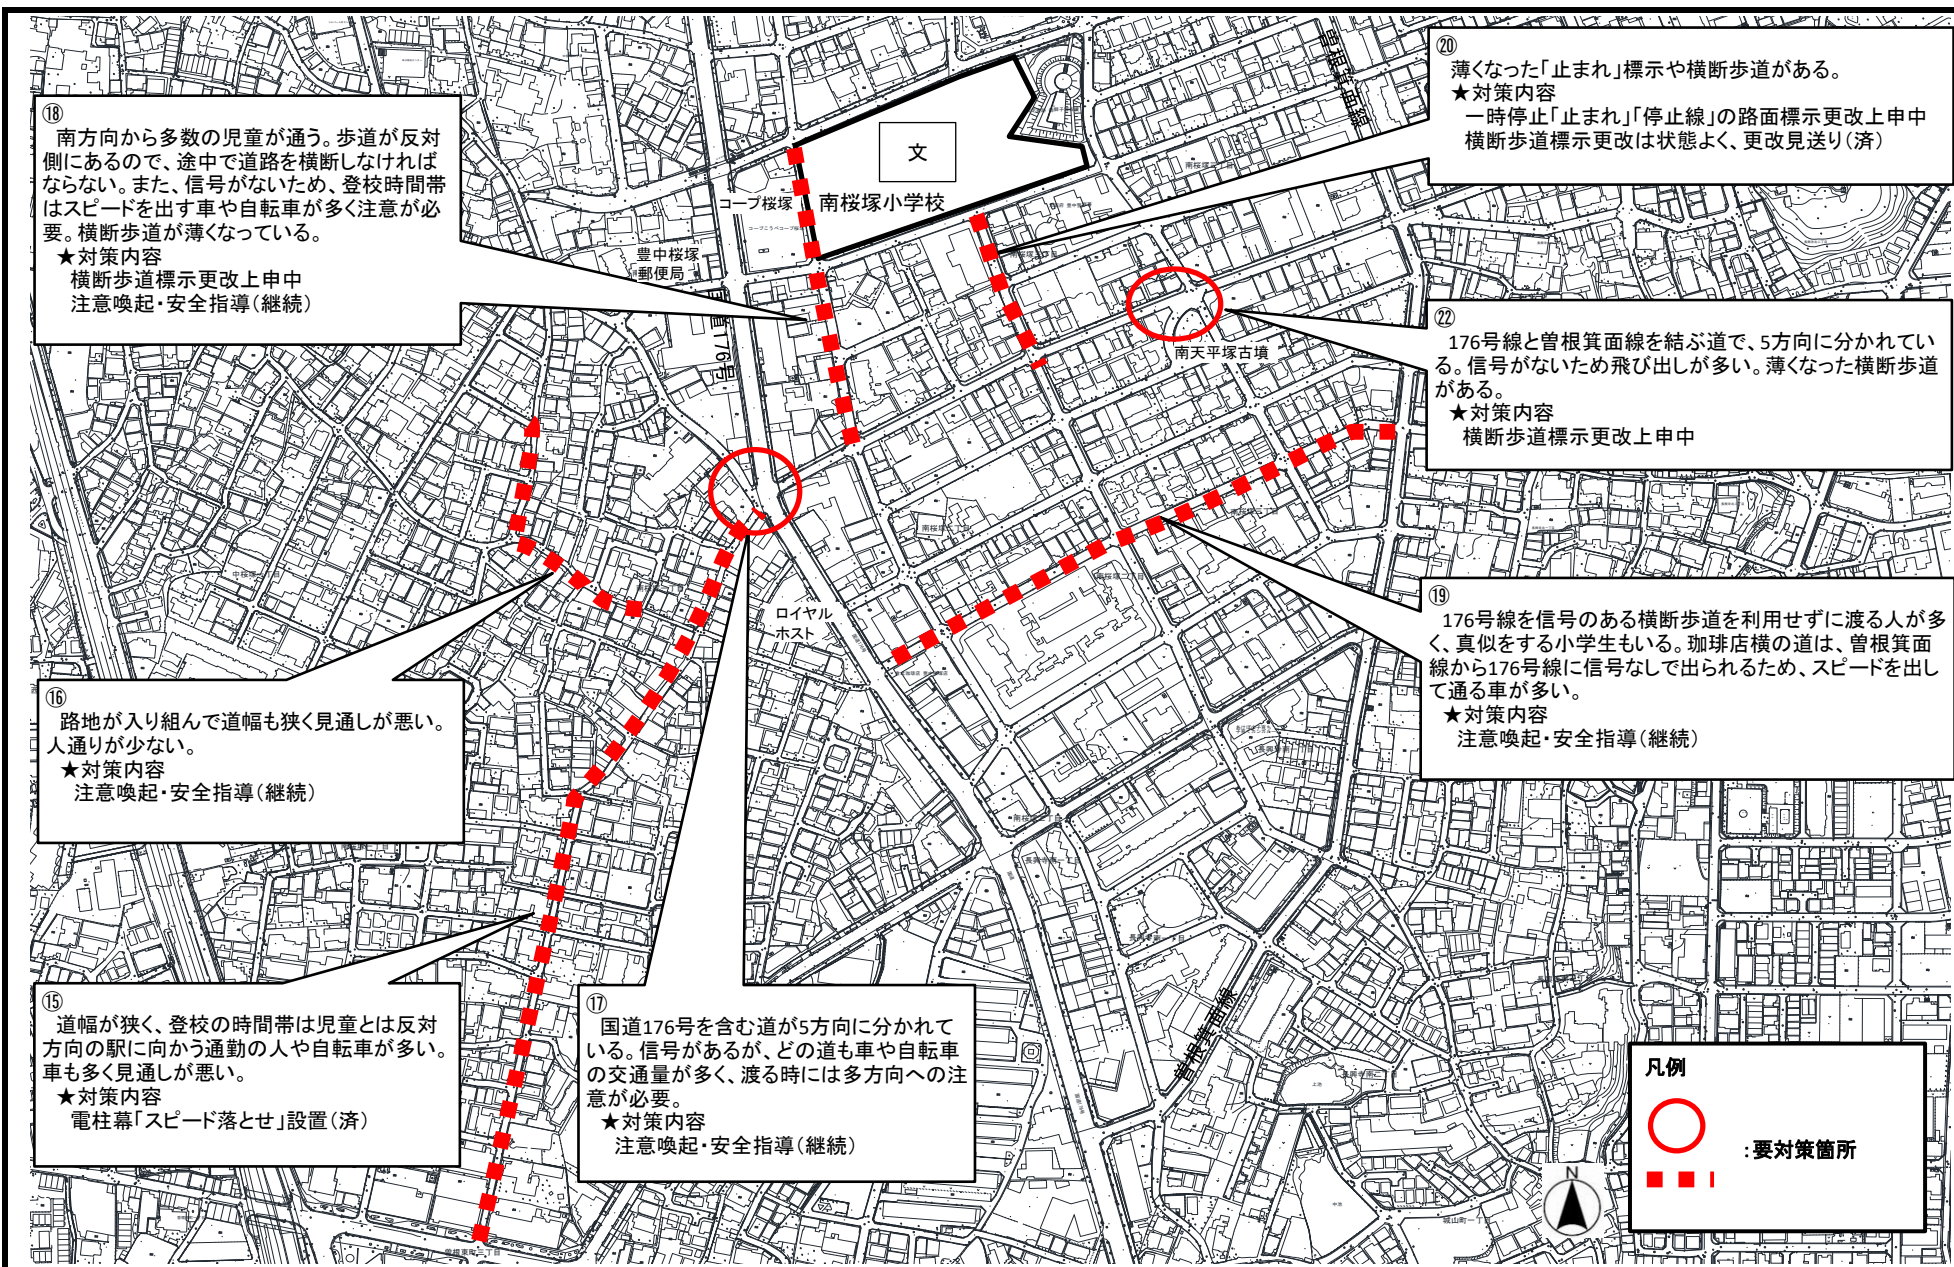 ⑱
南方向から多数の児童が通う。歩道が反対
側にあるので、途中で道路を横断しなければ
ならない。また、信号がないため、登校時間帯
はスピードを出す車や自転車が多く注意が必
要。横断歩道が薄くなっている。
★対策内容
横断歩道標示更改上申中
注意喚起・安全指導(継続)
⑳
薄くなった「止まれ」標示や横断歩道がある。
★対策内容
一時停止「止まれ」「停止線」の路面標示更改上申中
横断歩道標示更改は状態よく、更改見送り(済)
文
南桜塚小学校
コープ桜塚
豊中桜塚
郵便局
国道176号
曽根箕面線
南天平塚古墳
㉒
176号線と曽根箕面線を結ぶ道で、5方向に分かれてい
る。信号がないため飛び出しが多い。薄くなった横断歩道
がある。
★対策内容
横断歩道標示更改上申中
ロイヤル
ホスト
⑲
176号線を信号のある横断歩道を利用せずに渡る人が多
く、真似をする小学生もいる。珈琲店横の道は、曽根箕面
線から176号線に信号なしで出られるため、スピードを出し
て通る車が多い。
★対策内容
注意喚起・安全指導(継続)
⑯
路地が入り組んで道幅も狭く見通しが悪い。
人通りが少ない。
★対策内容
注意喚起・安全指導(継続)
⑮
道幅が狭く、登校の時間帯は児童とは反対
方向の駅に向かう通勤の人や自転車が多い。
車も多く見通しが悪い。
★対策内容
電柱幕「スピード落とせ」設置(済)
⑰
国道176号を含む道が5方向に分かれて
いる。信号があるが、どの道も車や自転車
の交通量が多く、渡る時には多方向への注
意が必要。
★対策内容
注意喚起・安全指導(継続)
曽根箕面線
曽根東町三丁目
城山町一丁目
N
凡例
:要対策箇所